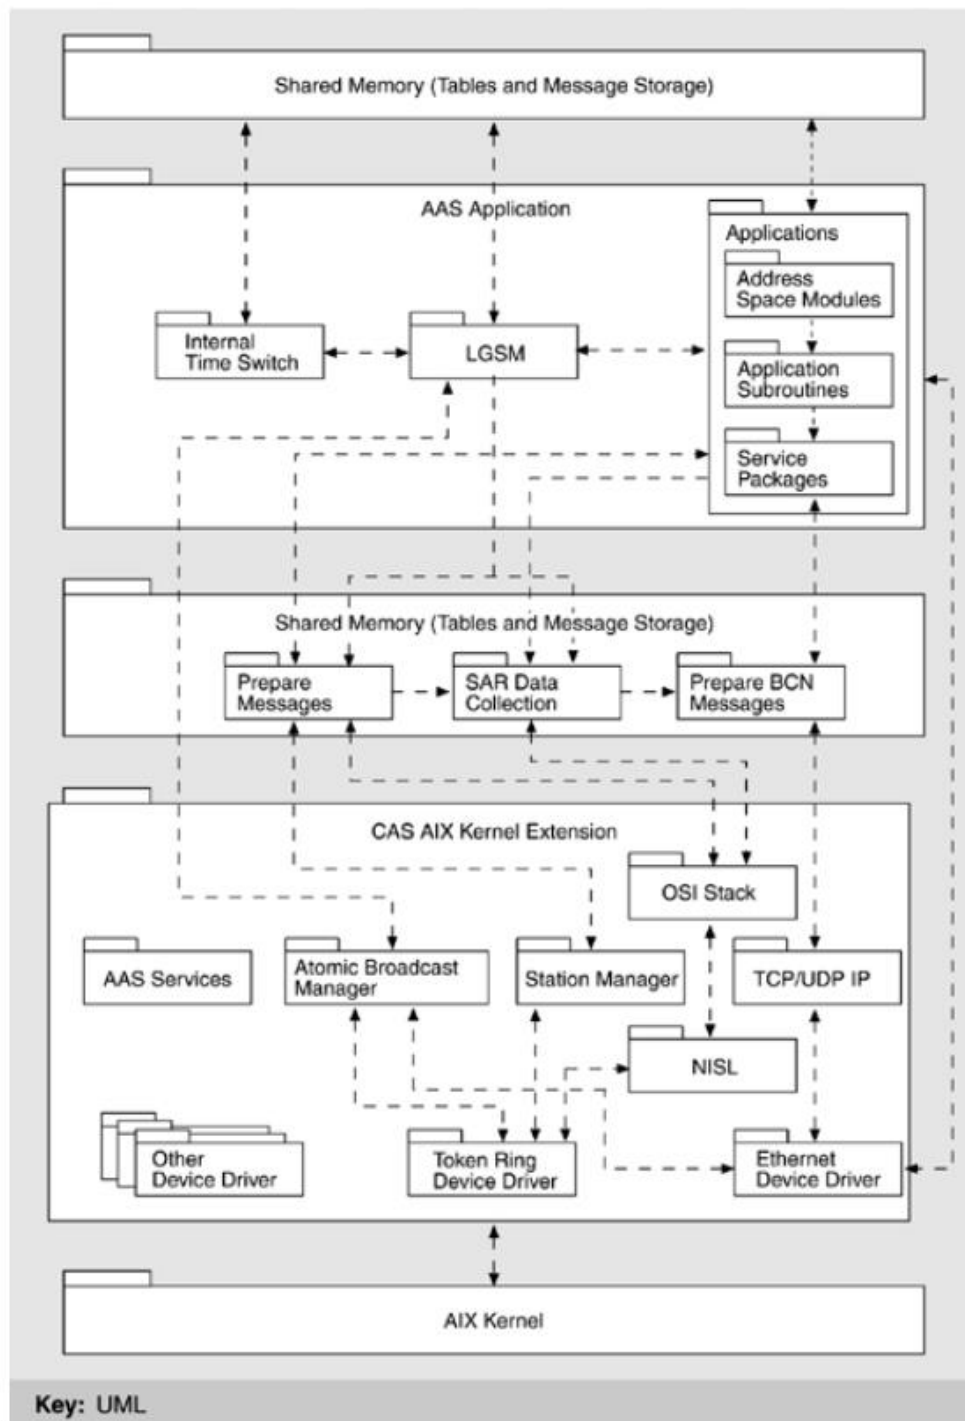 Shared Memory (Tables and Message Storage)
AAS Application
Applications
Address
Space Modules
Internal
Time Switch
LGSM
Application
Subroutines
Service
Packages
Shared Memory (Tables and Message Storage)
Prepare
Messages
SAR Data
Collection
Prepare BCN
Messages
CAS AIX Kernel Extension
OSI Stack
AAS Services
Atomic Broadcast
Manager
Station Manager
TCP/UDP IP
NISL
Other
Device Driver
Token Ring
Device Driver
Ethernet
Device Driver
AIX Kernel
Key: UML